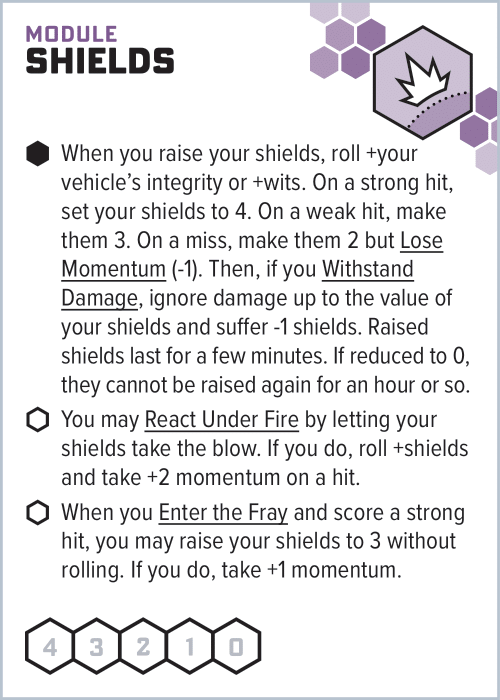 MODULE
SHIELDS
When you raise your shields, roll +your
vehicle’s integrity or +wits. On a strong hit,
set your shields to 4. On a weak hit, make
them 3. On a miss, make them 2 but Lose
Momentum (-1). Then, if you Withstand
Damage, ignore damage up to the value of
your shields and suffer -1 shields. Raised
shields last for a few minutes. If reduced to 0,
they cannot be raised again for an hour or so.
You may React Under Fire by letting your
shields take the blow. If you do, roll +shields
and take +2 momentum on a hit.
When you Enter the Fray and score a strong
hit, you may raise your shields to 3 without
rolling. If you do, take +1 momentum.
4 3 2 1 0